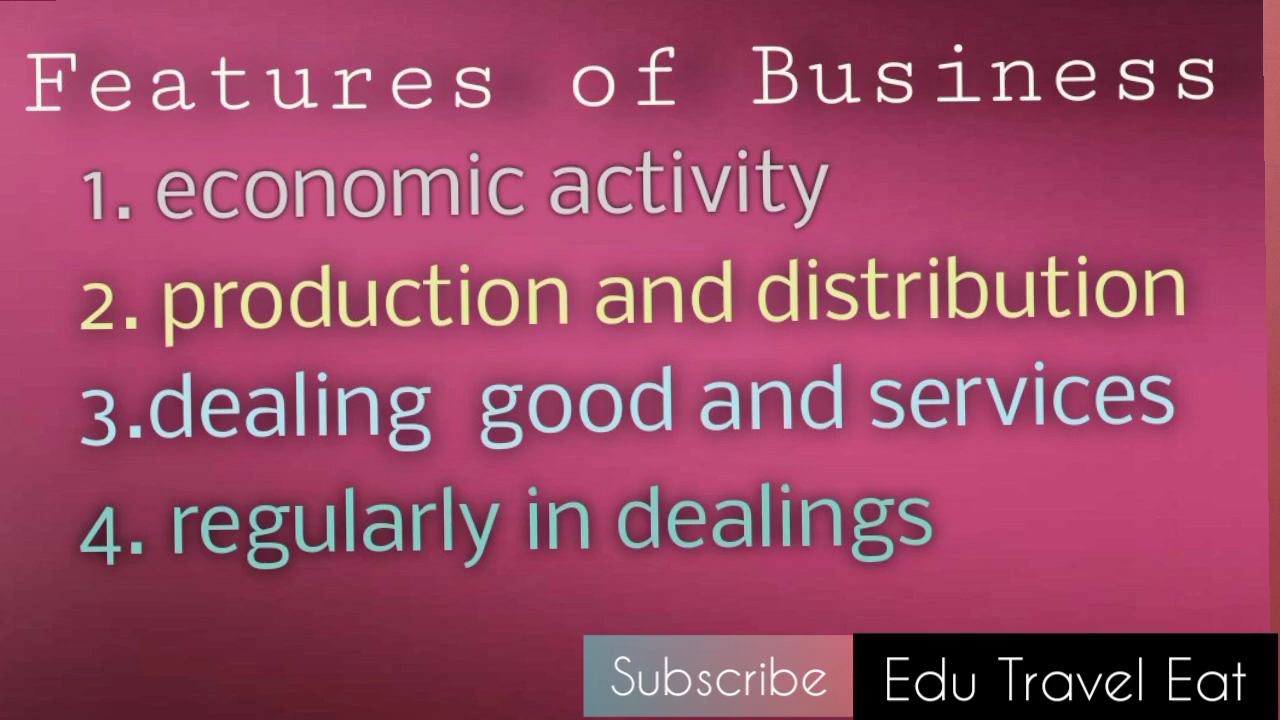 Features of Business
1. economic activity
2. production and distribution
3.dealing good and services
4. regularly in dealings
Subscribe
Edu Travel Eat